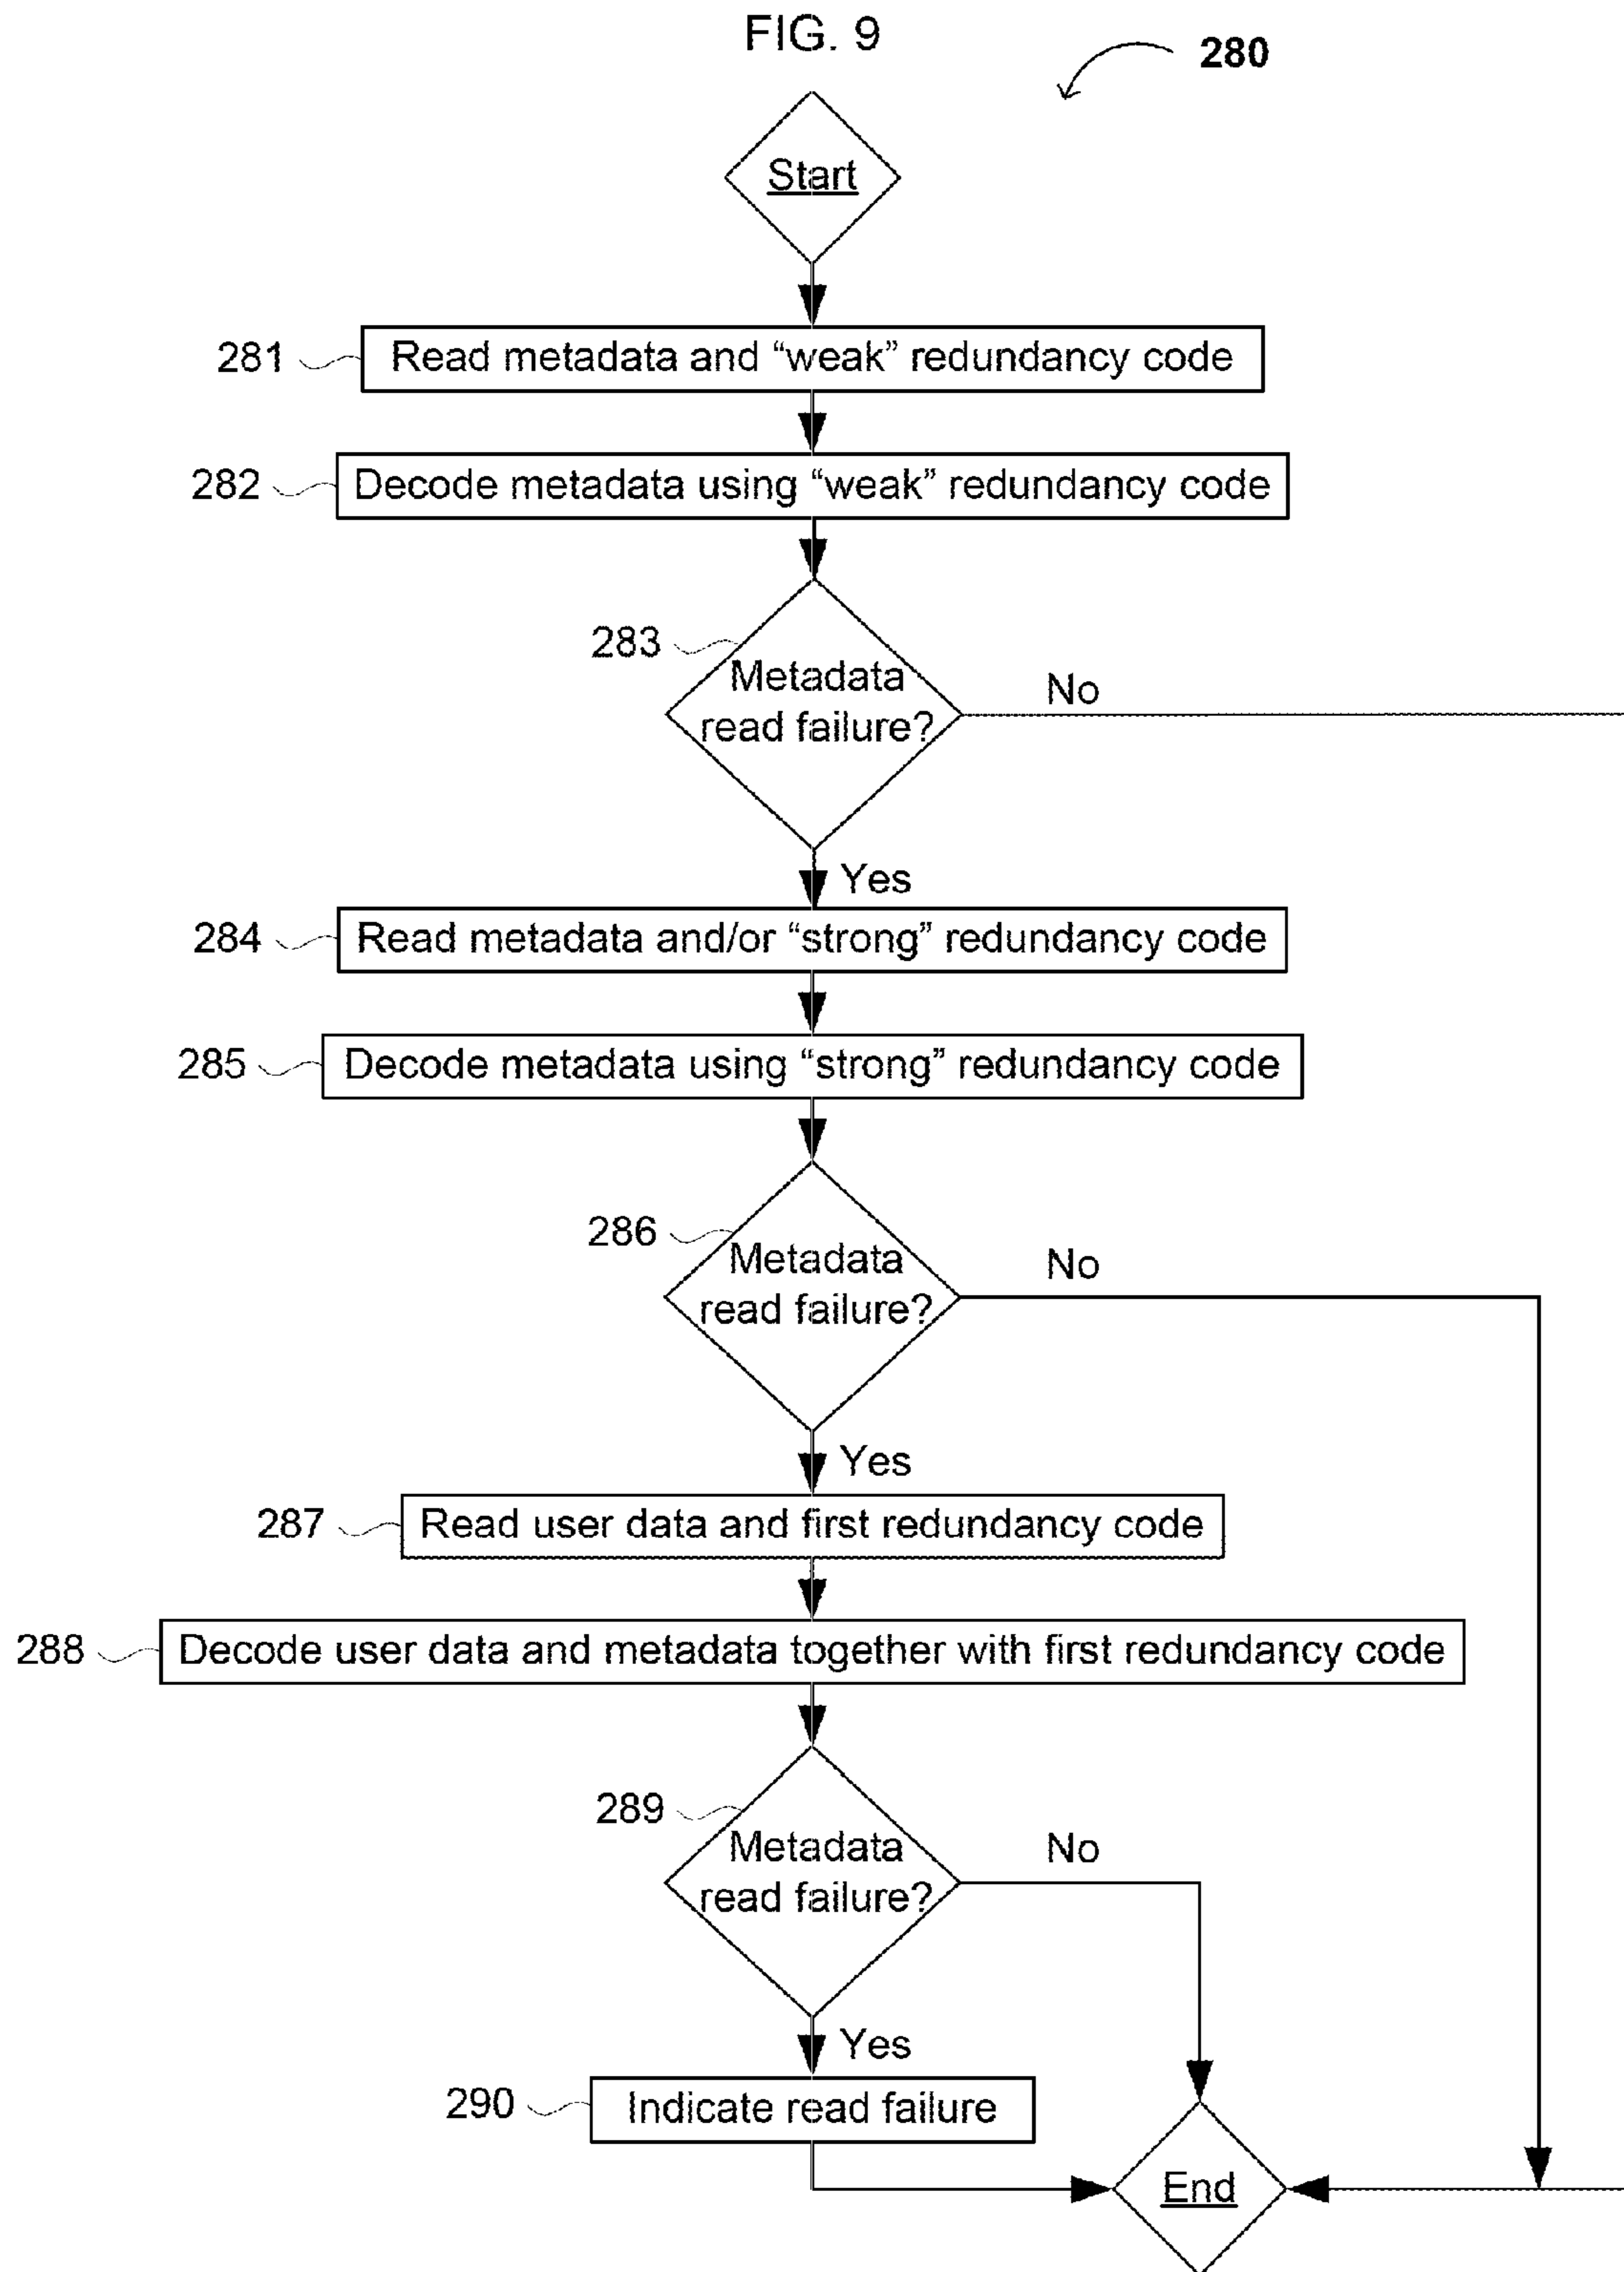 FIG. 9
280
Start
281
Read metadata and “weak” redundancy code
282
Decode metadata using “weak” redundancy code
283
Metadata
read failure?
No
Yes
284
Read metadata and/or “strong” redundancy code
285
Decode metadata using “strong” redundancy code
286
Metadata
read failure?
No
Yes
287
Read user data and first redundancy code
288
Decode user data and metadata together with first redundancy code
289
Metadata
read failure?
No
Yes
290
Indicate read failure
End